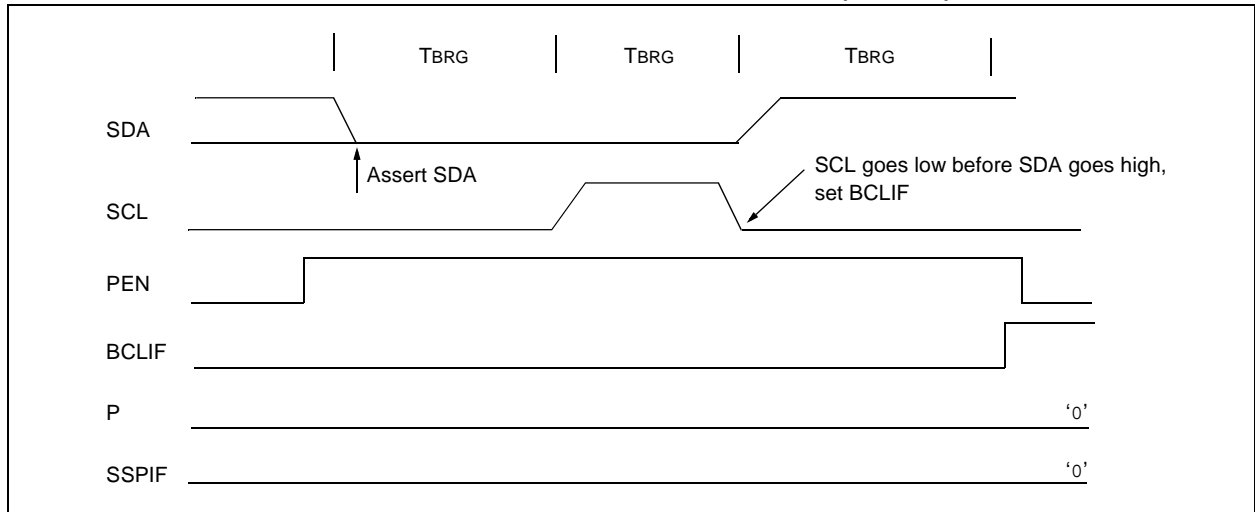 TBRG TBRG TBRG
SDA
Assert SDA
SCL goes low before SDA goes high,
set BCLIF
SCL
PEN
BCLIF
P
‘0’
SSPIF
‘0’